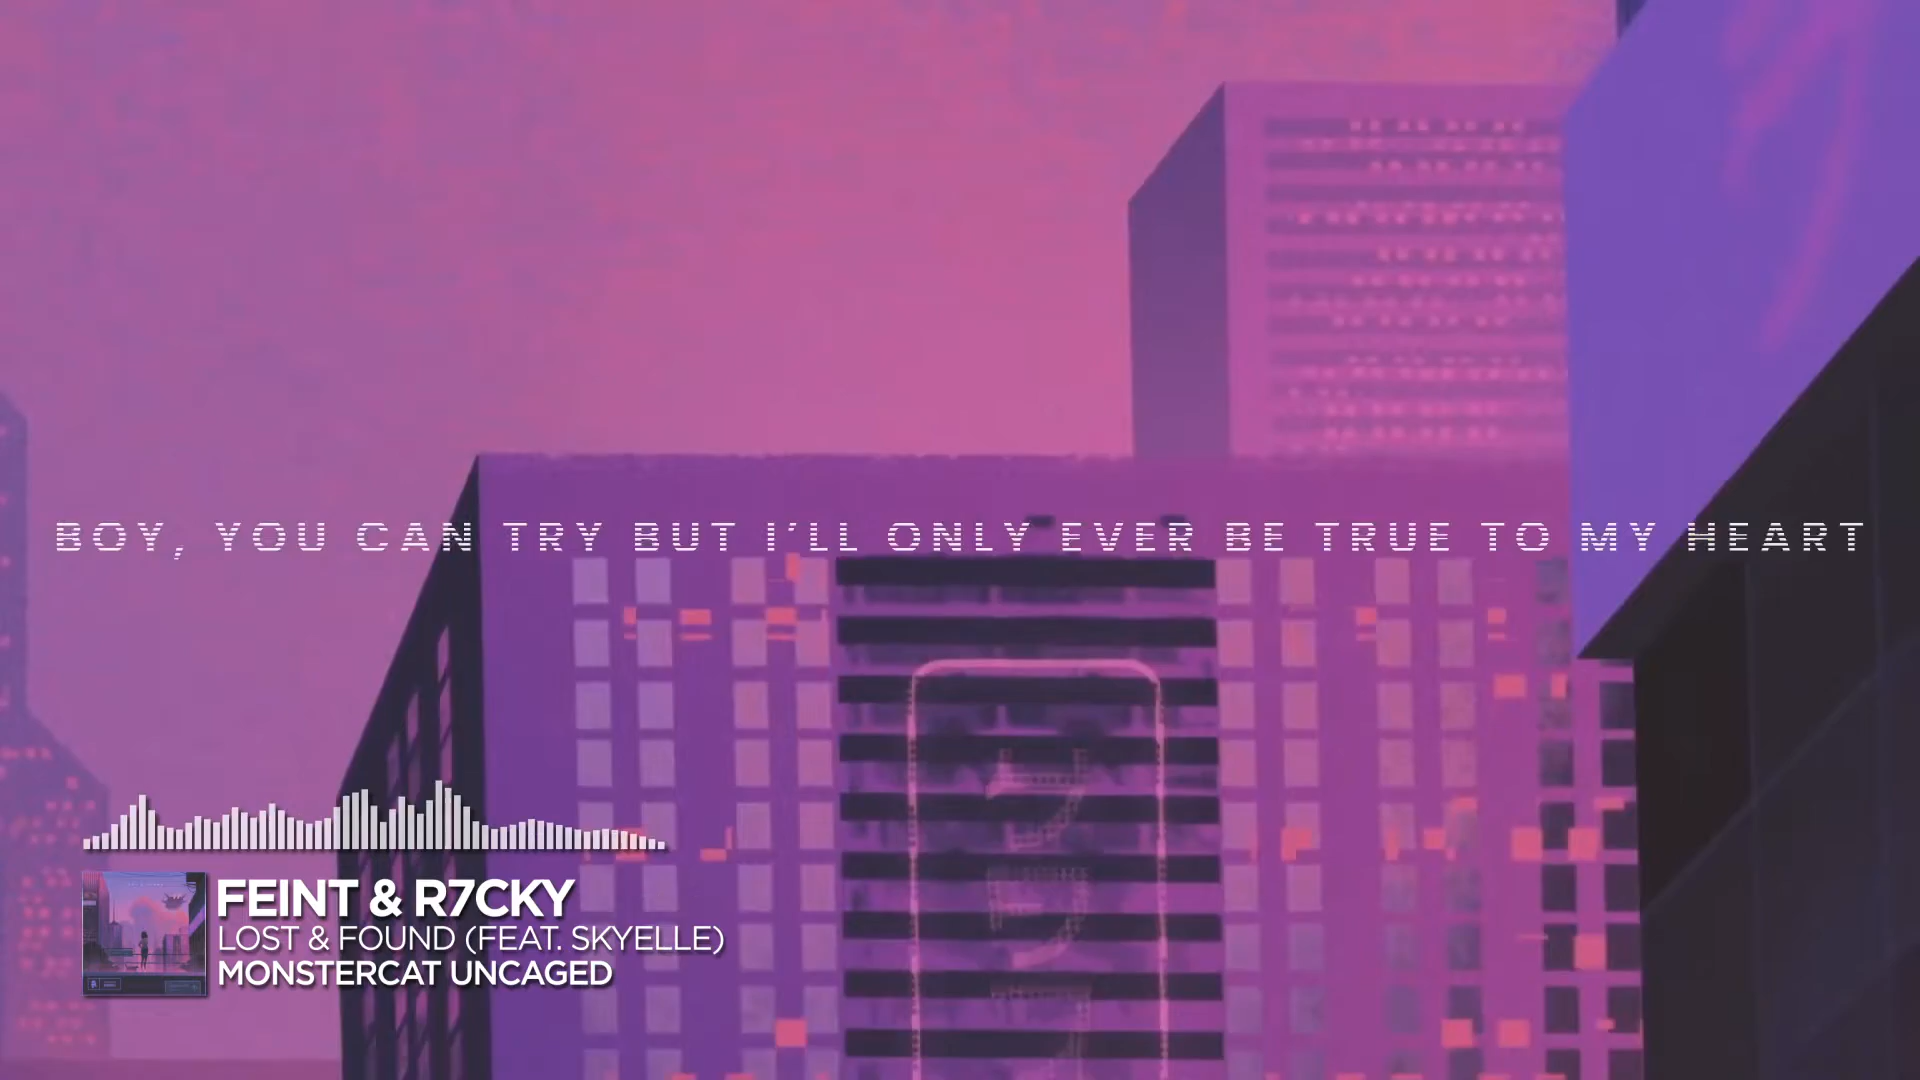 BOY, YOU CAN TRY BUT I'LL ONLY EVER BE TRUE TO MY HEART
FEINT & R7CKY
LOST & FOUND (FEAT. SKYELLE)
MONSTERCAT UNCAGED